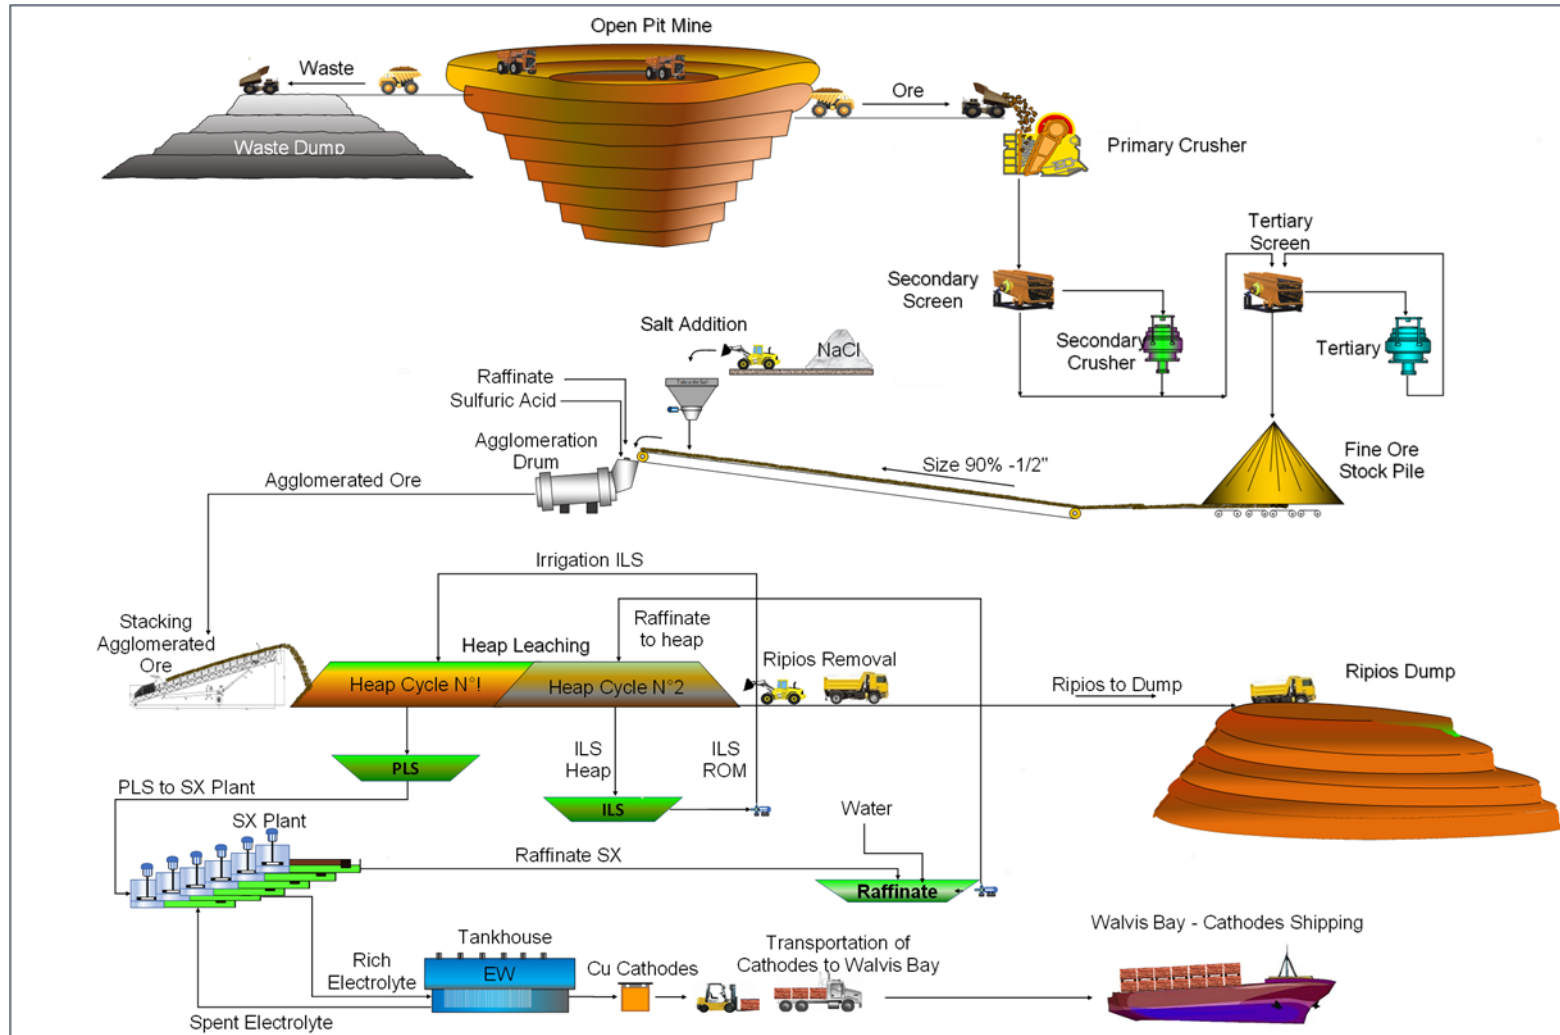 Open Pit Mine
Waste
Ore
Waste Dump
Primary Crusher
Tertiary
Screen
Secondary
Screen
Salt Addition
NaCl
Secondary
Crusher
Tertiary
Raffinate
Sulfuric Acid
Agglomeration
Drum
Size 90% -1/2"
Fine Ore
Stock Pile
Agglomerated Ore
Irrigation ILS
Stacking
Agglomerated
Ore
Raffinate
to heap
Heap Leaching
Ripios Removal
Heap Cycle N°!
Heap Cycle N°2
Ripios to Dump
Ripios Dump
ILS
Heap
ILS
ROM
PLS
PLS to SX Plant
ILS
Water
SX Plant
Raffinate SX
Raffinate
Walvis Bay - Cathodes Shipping
Tankhouse
Transportation of
Cathodes to Walvis Bay
Rich
Electrolyte
EW
Cu Cathodes
Spent Electrolyte